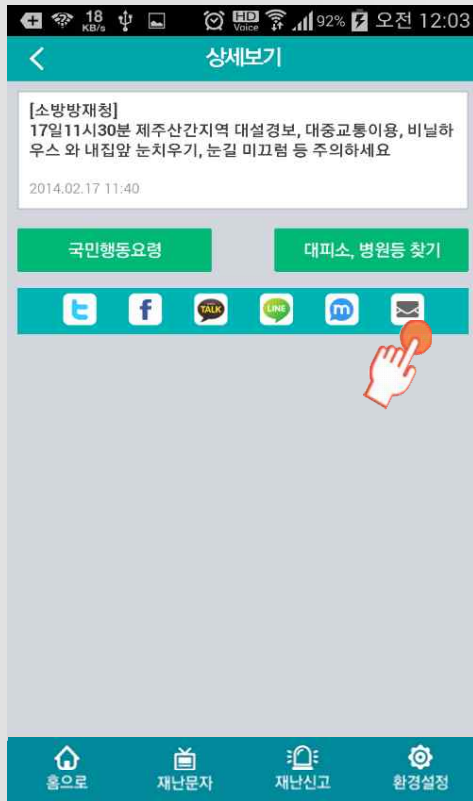 18
KB/s
HD
Voice
92%
오전 12:03
상세보기
[소방방재청]
17일11시30분 제주산간지역 대설경보, 대중교통이용, 비닐하
우스 와 내집앞 눈치우기, 눈길 미끄럼 등 주의하세요
2014.02.17 11:40
국민행동요령
대피소, 병원등 찾기
TALK
LINE
홈으로
재난문자
재난신고
환경설정